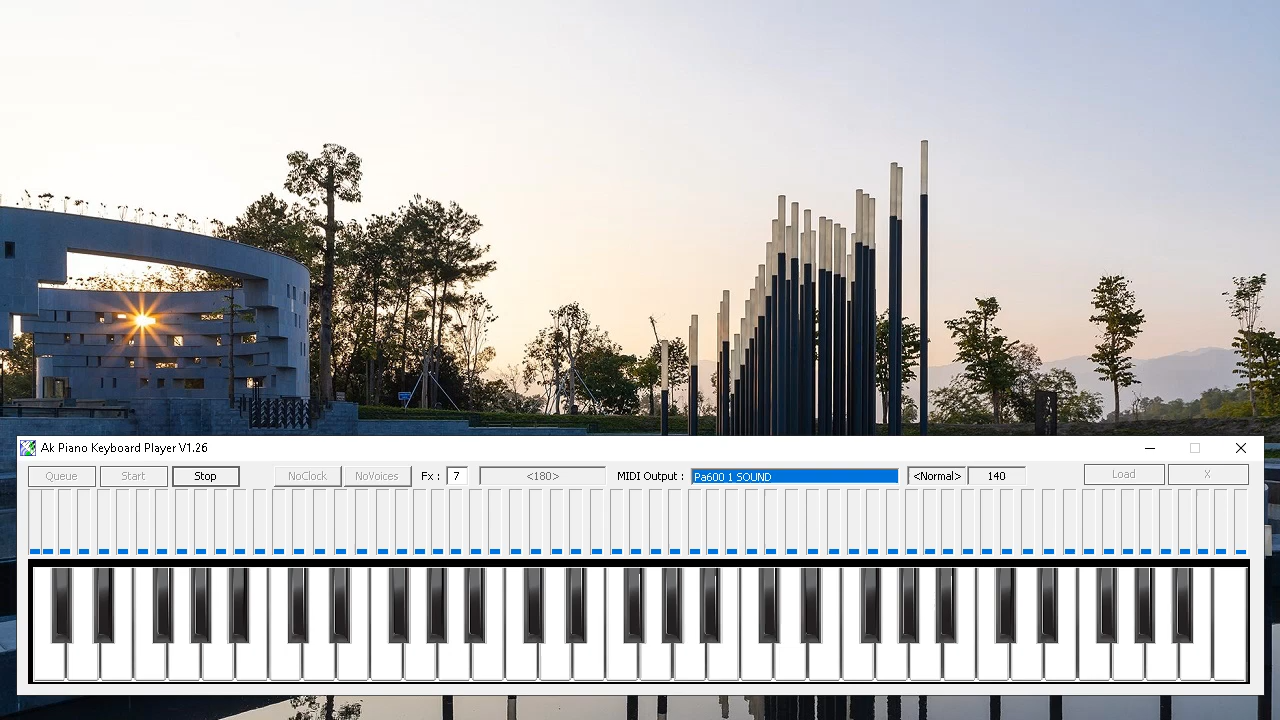 Ak Piano Keyboard Player V1.26
Queue Start Stop NoClock NoVoices Fx : 7 <180> MIDI Output : Pa600 1 SOUND <Normal> 140 Load X